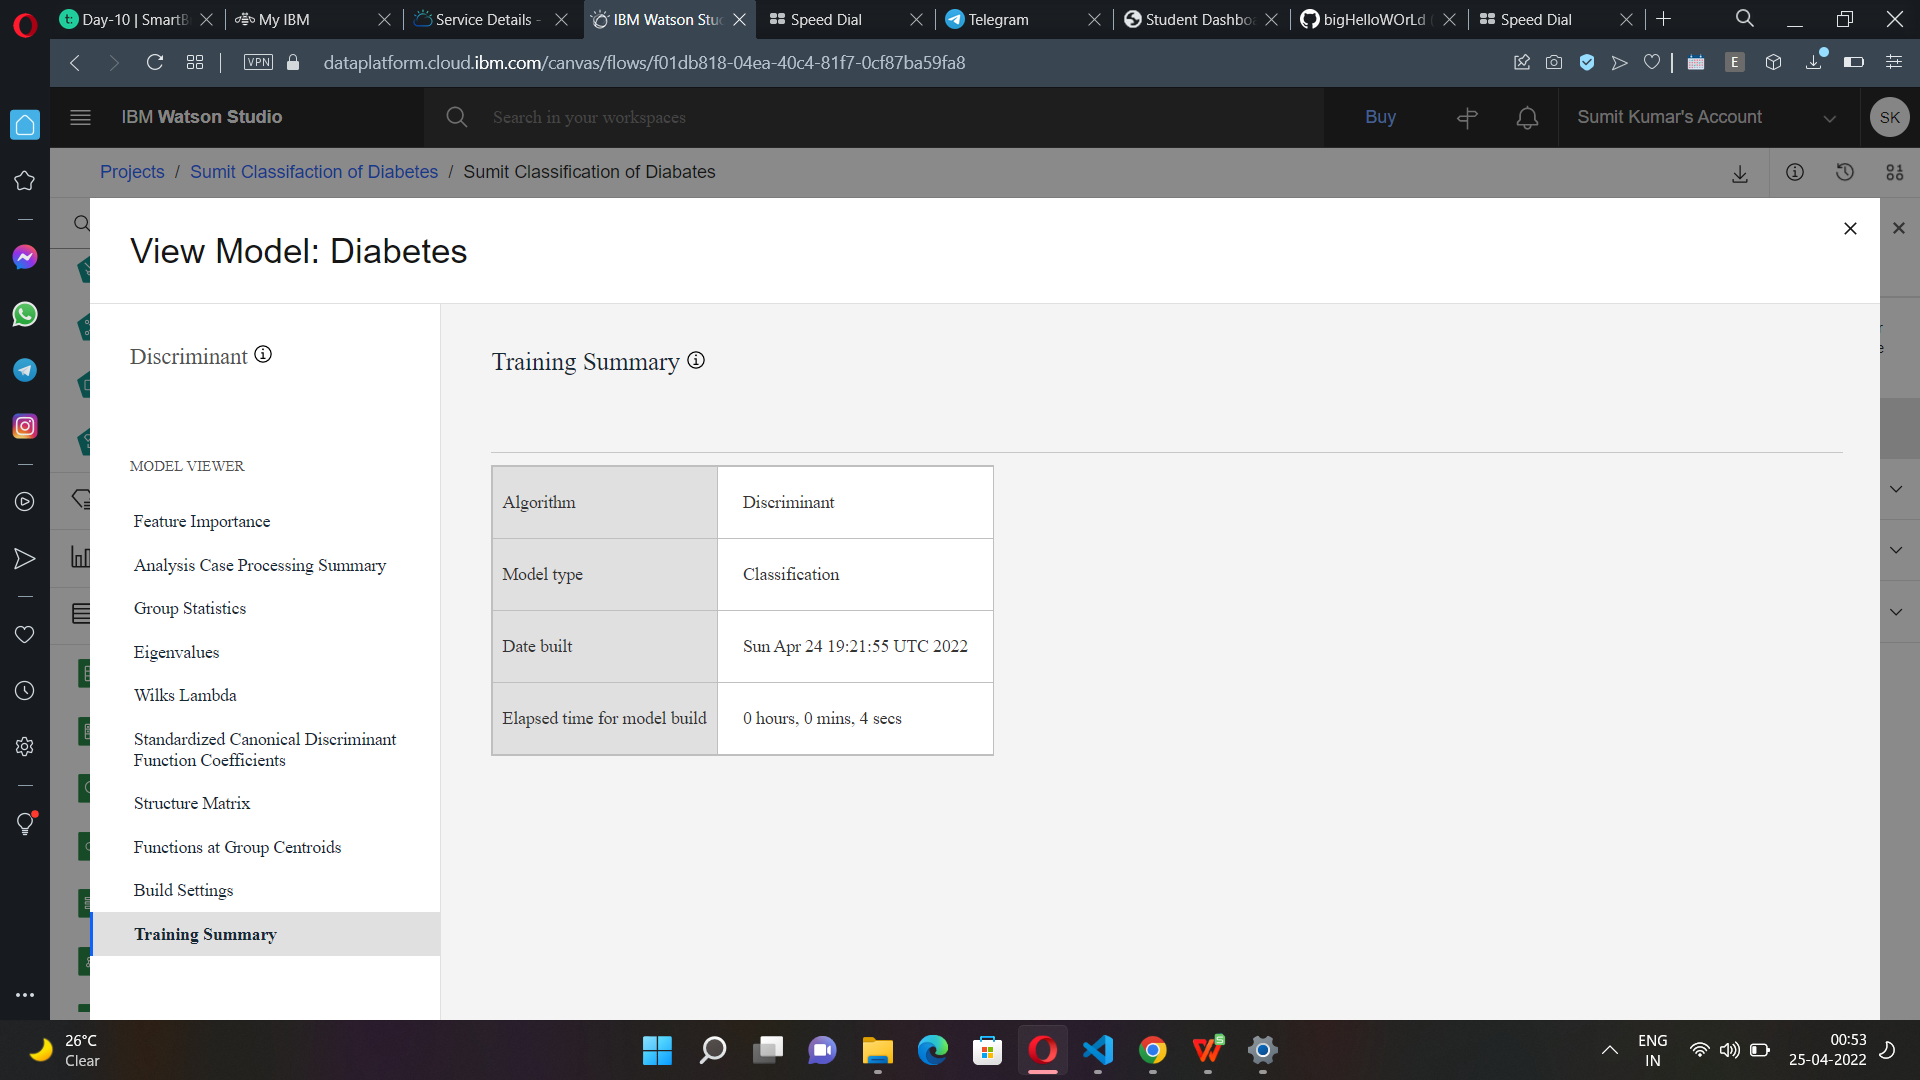 Day-10 | SmartB
My IBM
Service Details -
IBM Watson Stud
Speed Dial
Telegram
Student Dashboa
bigHelloWOrLd (
Speed Dial
VPN
dataplatform.cloud.ibm.com/canvas/flows/f01db818-04ea-40c4-81f7-0cf87ba59fa8
E
IBM Watson Studio
Search in your workspaces
Buy
Sumit Kumar's Account
SK
Projects / Sumit Classifaction of Diabetes / Sumit Classification of Diabates
View Model: Diabetes
Discriminant
MODEL VIEWER
Feature Importance
Analysis Case Processing Summary
Group Statistics
Eigenvalues
Wilks Lambda
Standardized Canonical Discriminant
Function Coefficients
Structure Matrix
Functions at Group Centroids
Build Settings
Training Summary
Training Summary
Algorithm Discriminant
Model type Classification
Date built Sun Apr 24 19:21:55 UTC 2022
Elapsed time for model build 0 hours, 0 mins, 4 secs
26°C
Clear
ENG
IN
00:53
25-04-2022